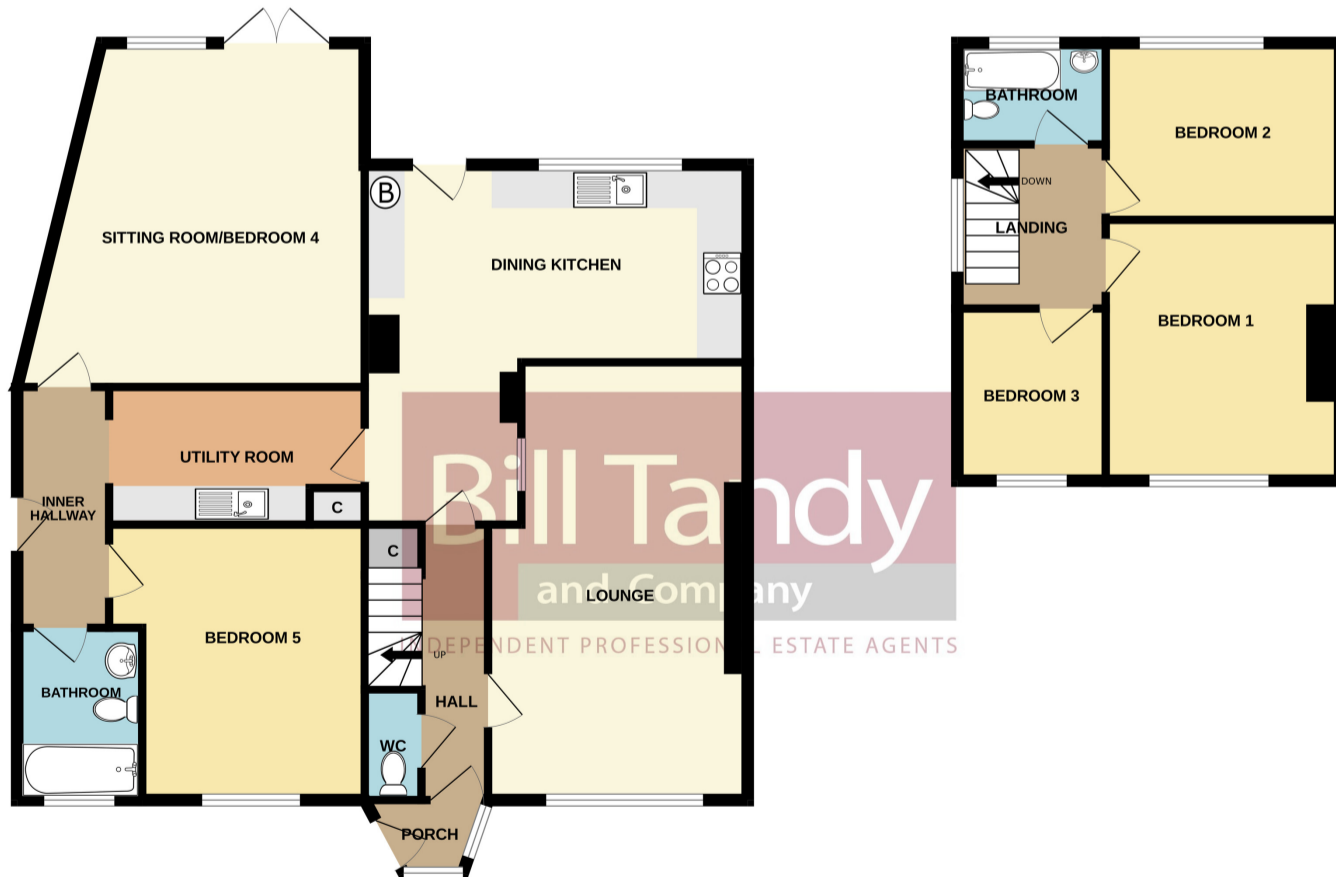 SITTING ROOM/BEDROOM 4
B
DINING KITCHEN
UTILITY ROOM
C
INNER
HALLWAY
BEDROOM 5
BATHROOM
C
UP
HALL
WC
PORCH
LOUNGE
Bill Tandy
and Company
INDEPENDENT PROFESSIONAL ESTATE AGENTS
BATHROOM
BEDROOM 2
DOWN
LANDING
BEDROOM 1
BEDROOM 3